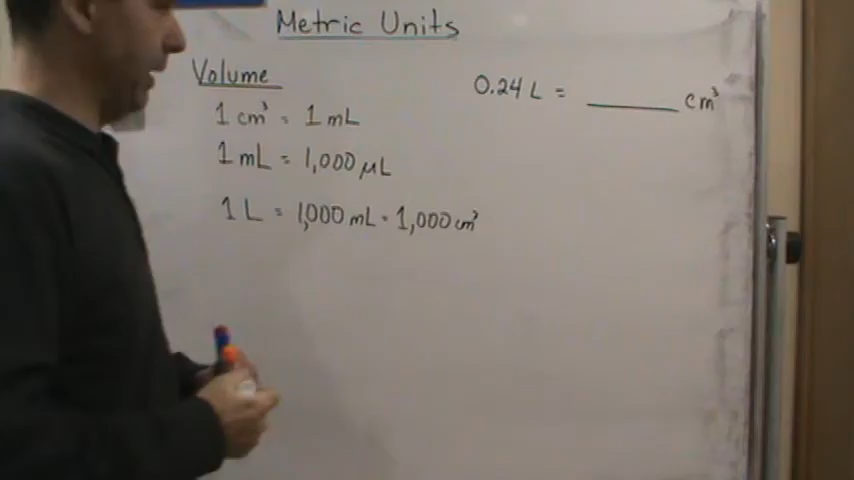 Metric Units
Volume
1 cm³ = 1 mL
1 mL = 1,000 μL
1 L = 1,000 mL = 1,000 cm³
0.24 L = ______ cm³